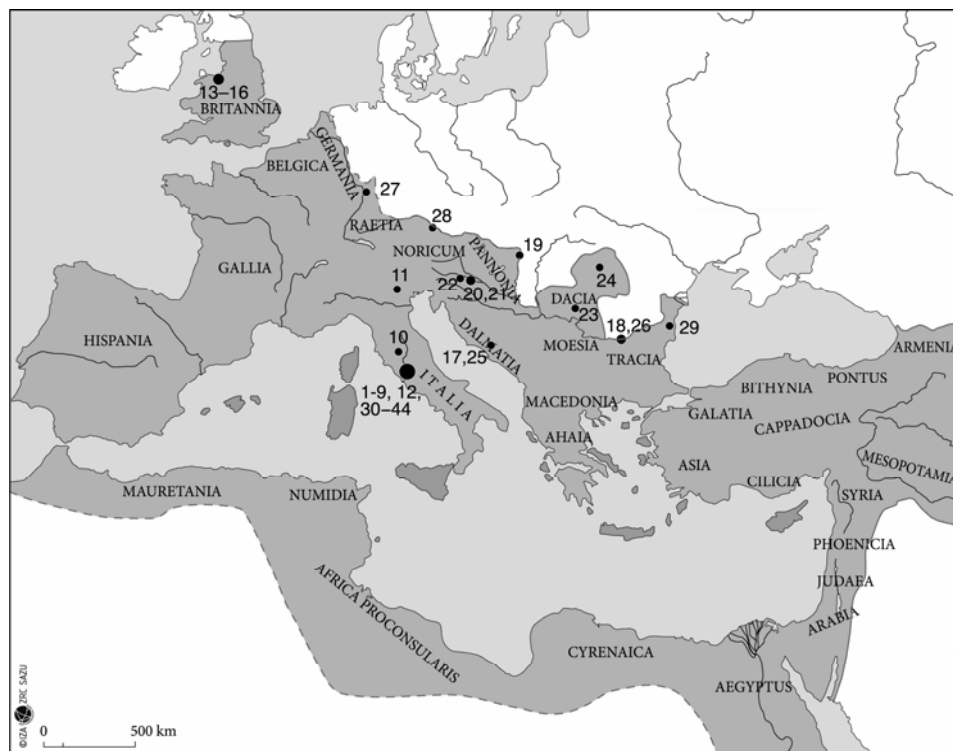 13–16
BRITANNIA
GERMANIA
BELGICA
27
RAETIA
28
NORICUM
PANNONIA
19
GALLIA
11
22
20,21
24
DACIA
23
18,26
29
HISPANIA
10
DALMATIA
17,25
MOESIA
TRACIA
ARMENIA
1-9, 12,
30–44
ITALIA
MACEDONIA
BITHYNIA
PONTUS
GALATIA
CAPPADOCIA
AHAIA
ASIA
MESOPOTAMIA
CILICIA
SYRIA
MAURETANIA
NUMIDIA
PHOENICIA
JUDAEA
ARABIA
AFRICA PROCONSULARIS
CYRENAICA
AEGYPTUS
©IZA ZRC SAZU
0 500 km